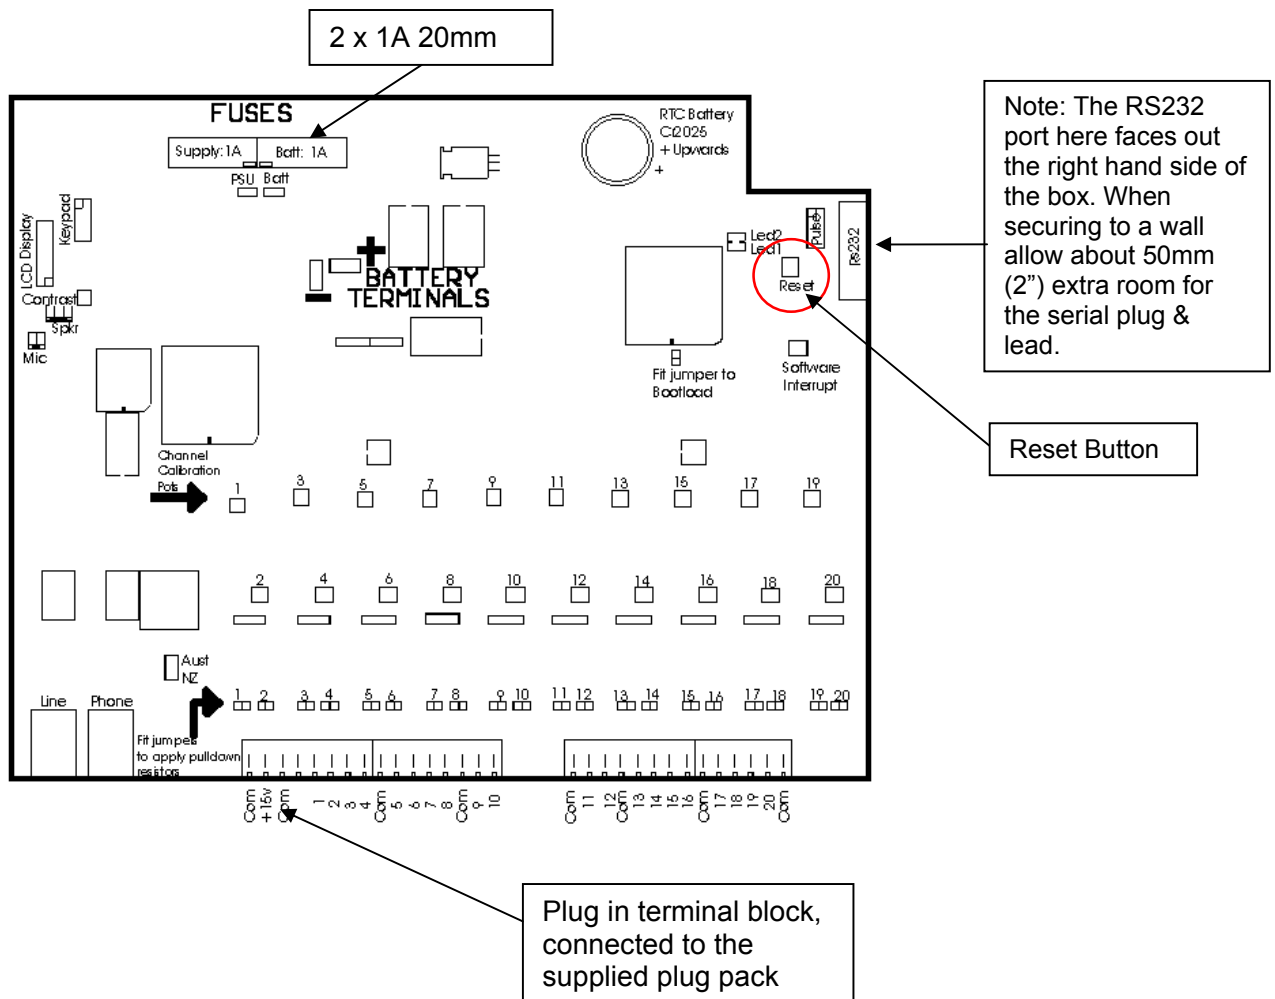 2 x 1A 20mm
FUSES
Supply: 1A
Batt: 1A
PSU Batt
RTC Battery
Cr2025
+ Upwards
+
Note: The RS232
port here faces out
the right hand side of
the box. When
securing to a wall
allow about 50mm
(2”) extra room for
the serial plug &
lead.
Keypad
LCD Display
Contrast
Spkr
Mic
+
BATTERY
TERMINALS
-
Led2
Led1
Pulse
Rs232
Reset
Fit jumper to
Bootload
Software
Interrupt
Reset Button
Channel
Calibration
Pots
1 3 5 7 9 11 13 15 17 19
2 4 6 8 10 12 14 16 18 20
Aust
NZ
Line
Phone
1 2 3 4 5 6 7 8 9 10 11 12 13 14 15 16 17 18 19 20
Fit jumpers
to apply pulldown
resistors
Com +15v Com 1 2 3 4 Com 5 6 7 8 Com 9 10
Com 11 12 Com 13 14 15 16 Com 17 18 19 20 Com
Plug in terminal block,
connected to the
supplied plug pack